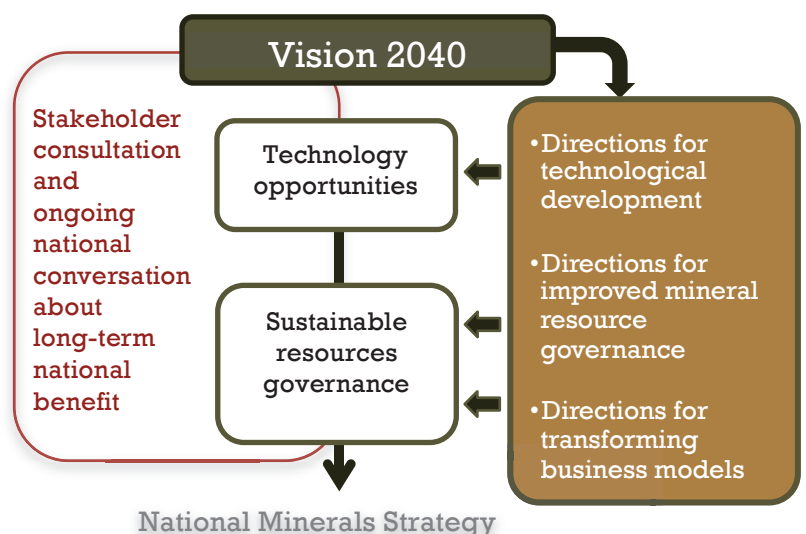 Vision 2040
Stakeholder
consultation
and
ongoing
national
conversation
about
long-term
national
benefit
Technology
opportunities
Sustainable
resources
governance
•Directions for
technological
development
•Directions for
improved mineral
resource
governance
•Directions for
transforming
business models
National Minerals Strategy